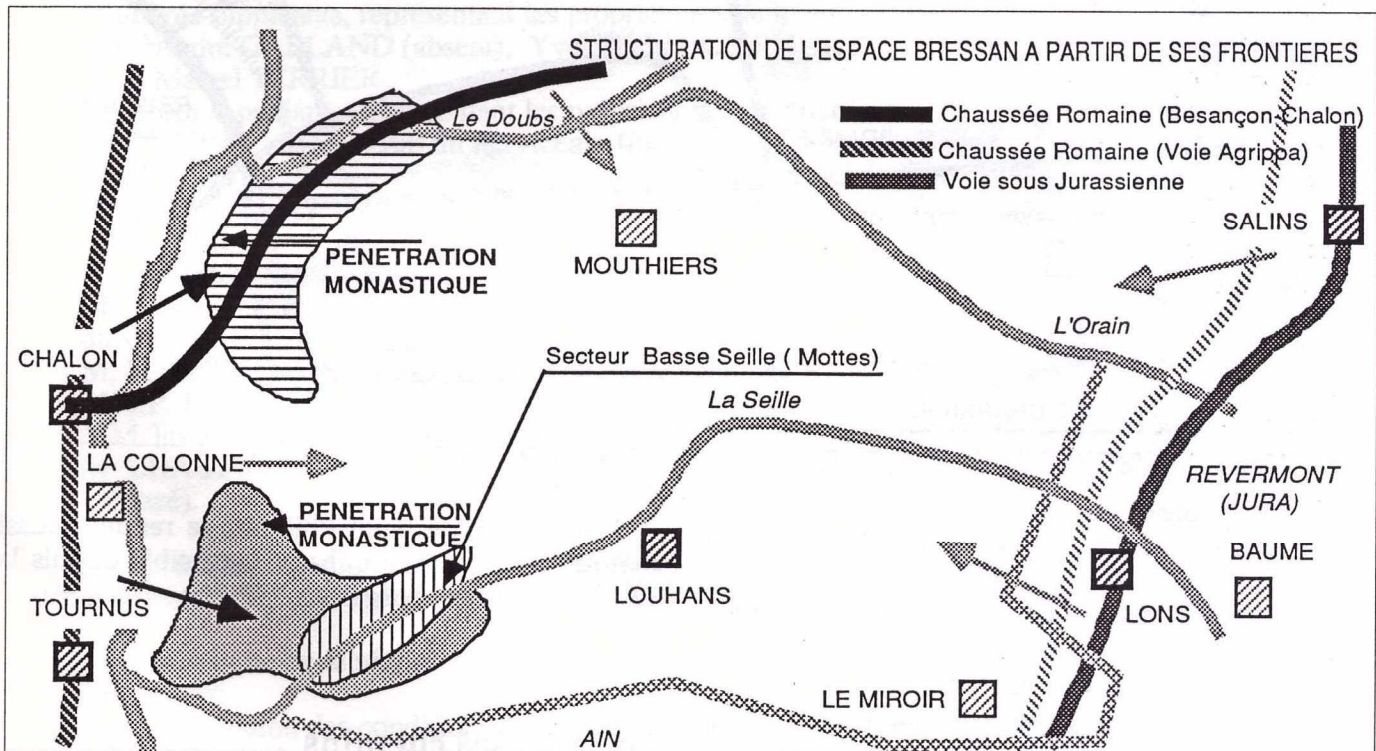 STRUCTURATION DE L'ESPACE BRESSAN A PARTIR DE SES FRONTIERES
Chaussée Romaine (Besançon-Chalon)
Chaussée Romaine (Voie Agrippa)
Voie sous Jurassienne
Le Doubs
SALINS
MOUTHIERS
PENETRATION
MONASTIQUE
L'Orain
CHALON
Secteur Basse Seille ( Mottes)
La Seille
LA COLONNE
REVERMONT
(JURA)
PENETRATION
MONASTIQUE
BAUME
TOURNUS
LOUHANS
LONS
LE MIROIR
AIN